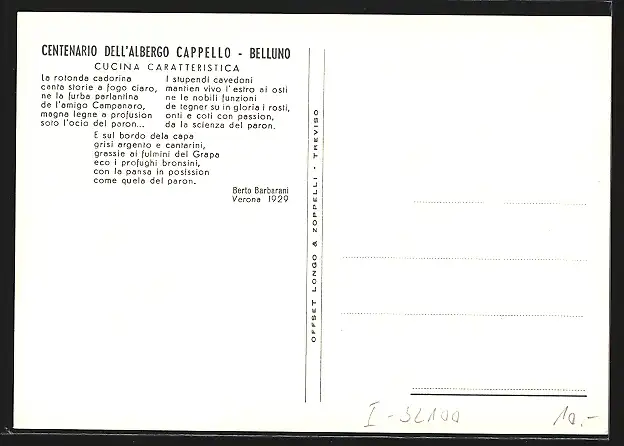 CENTENARIO DELL'ALBERGO CAPPELLO - BELLUNO
CUCINA CARATTERISTICA
La rotonda cadorina
canta storie a fogo ciaro,
ne la furba parlantina
de l'amigo Campanaro,
magna legne a profusion
soto l'ocio del paron...
I stupendi cavedoni
mantien vivo l'estro ai osti
ne le nobili funzioni
de tegner su in gloria i rosti,
onti e coti con passion,
da la scienza del paron.
E sul bordo dela capa
grisi argento e cantarini,
grassie ai fulmini del Grapa
eco i profughi bronsini,
con la pansa in posission
come quela del paron.
Berto Barbarani
Verona 1929
OFFSET LONGO & ZOPPELLI - TREVISO
I - BL100
10.-